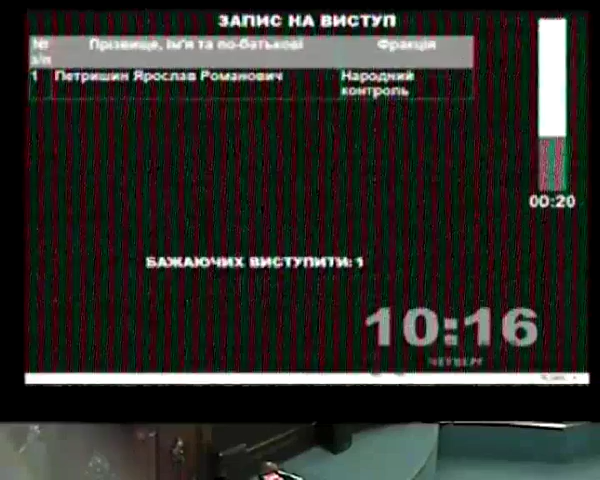 ЗАПИС НА ВИСТУП
№ Прізвище, ім'я та по-батькові Фракція
з/п
1 Петришин Ярослав Романович Народний
контроль
00:20
БАЖАЮЧИХ ВИСТУПИТИ: 1
10:16
ЧЕТВЕРГ